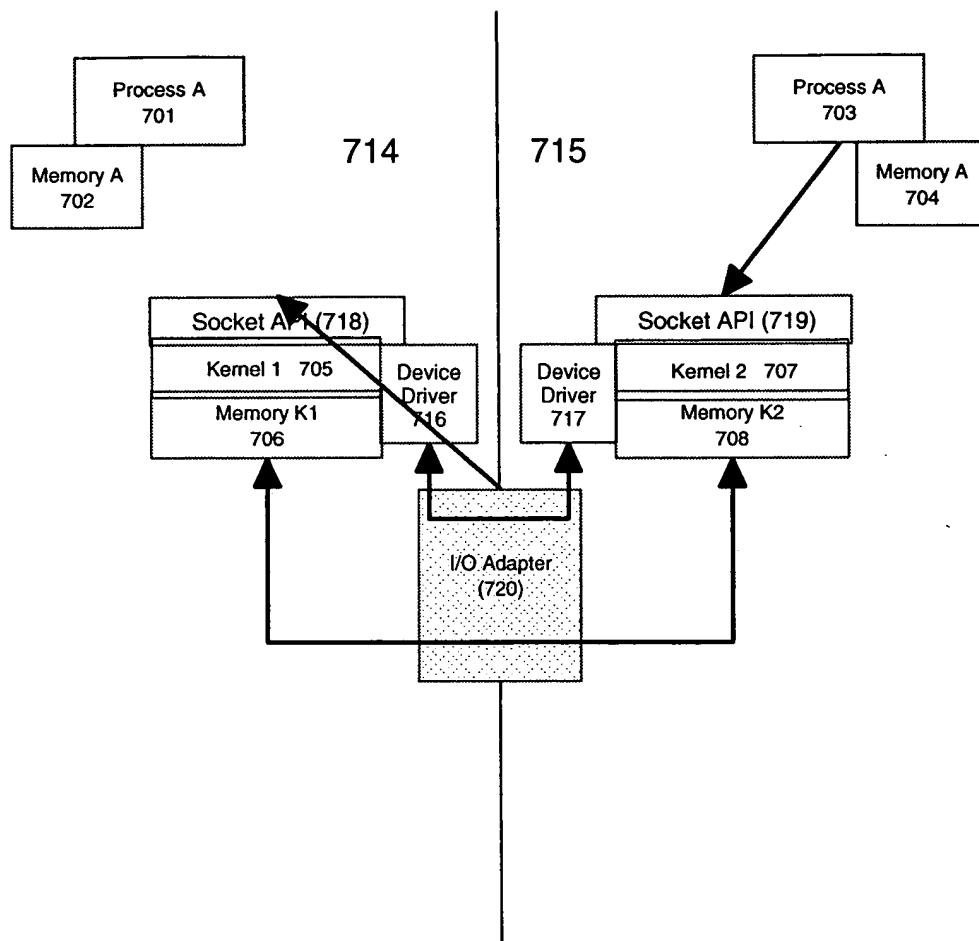 Process A
701
Memory A
702
714
715
Process A
703
Memory A
704
Socket API (718)
Kernel 1 705
Memory K1
706
Device
Driver
716
Socket API (719)
Device
Driver
717
Kernel 2 707
Memory K2
708
I/O Adapter
(720)